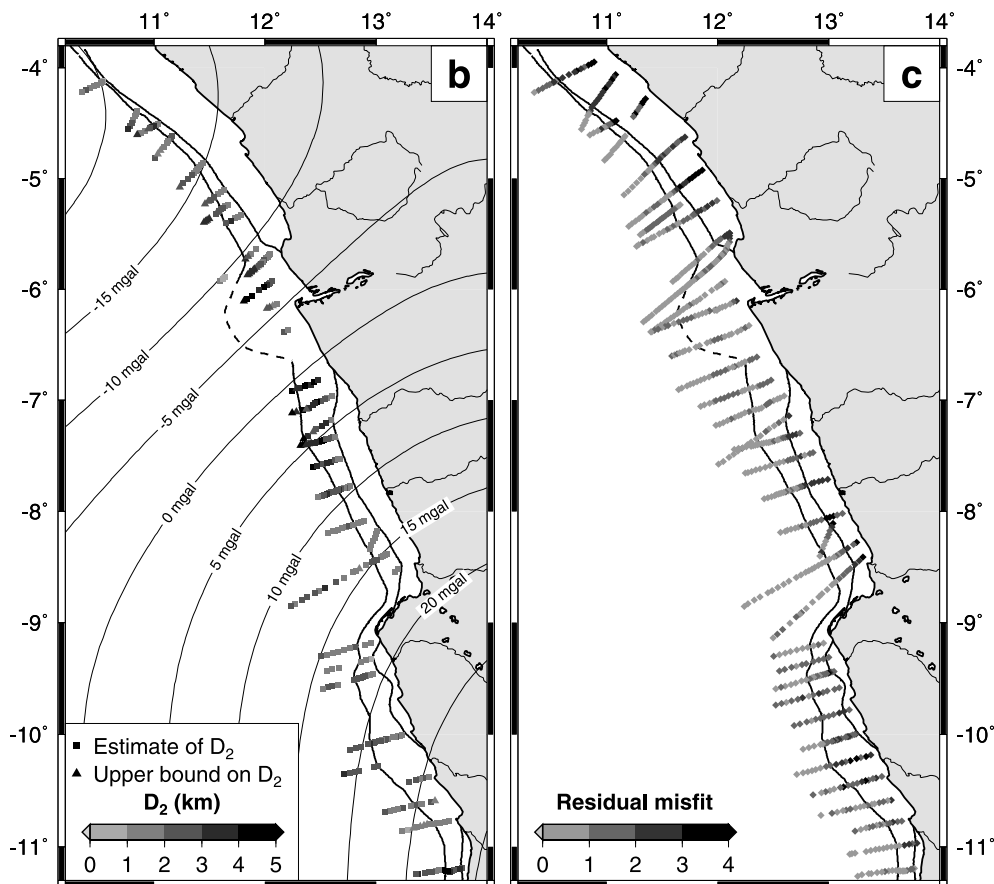 11° 12° 13° 14° 11° 12° 13° 14°
b
c
-4° -4°
-5° -5°
-6° -6°
-7° -7°
-8° -8°
-9° -9°
-10° -10°
-11° -11°
-15 mgal
-10 mgal
-5 mgal
0 mgal
5 mgal
10 mgal
15 mgal
20 mgal
Estimate of D2
Upper bound on D2
D2 (km)
0 1 2 3 4 5
Residual misfit
0 1 2 3 4